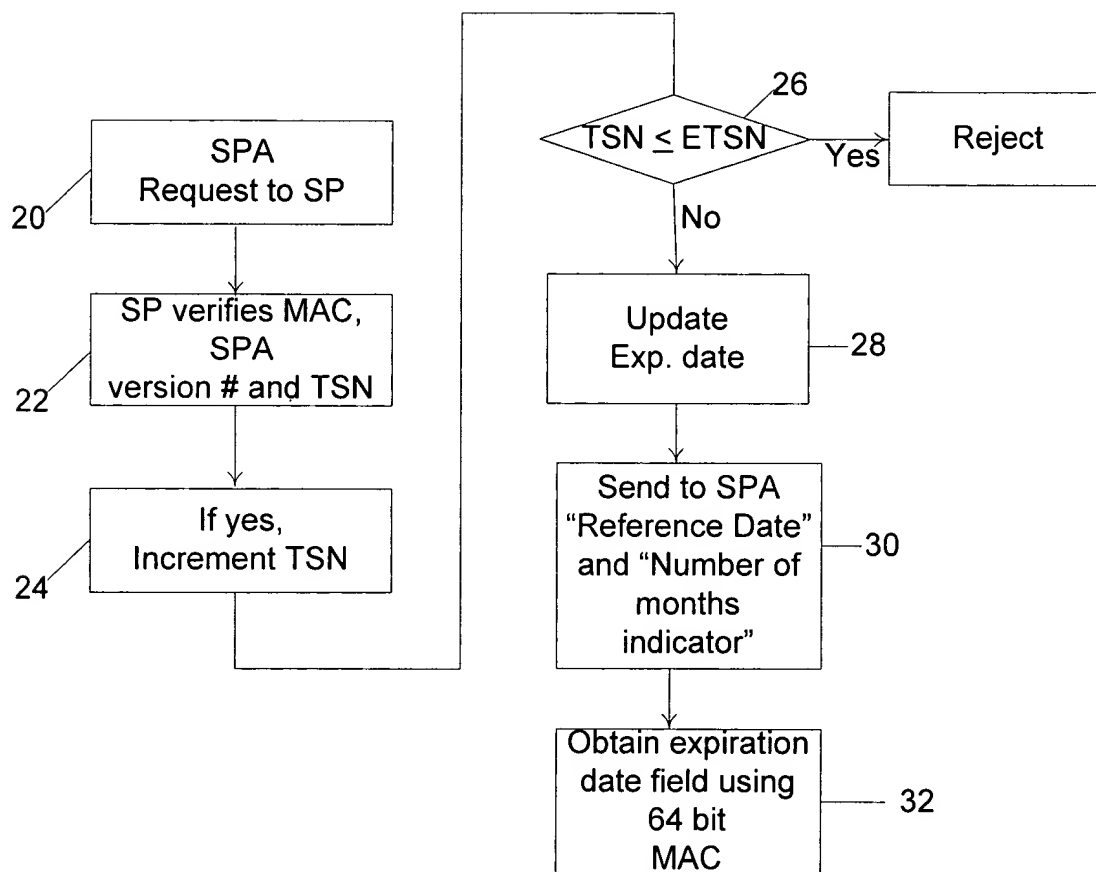 SPA
Request to SP
20
SP verifies MAC,
SPA
version # and TSN
22
If yes,
Increment TSN
24
TSN ≤ ETSN
26
Yes
Reject
No
Update
Exp. date
28
Send to SPA
“Reference Date”
and “Number of
months
indicator”
30
Obtain expiration
date field using
64 bit
MAC
32